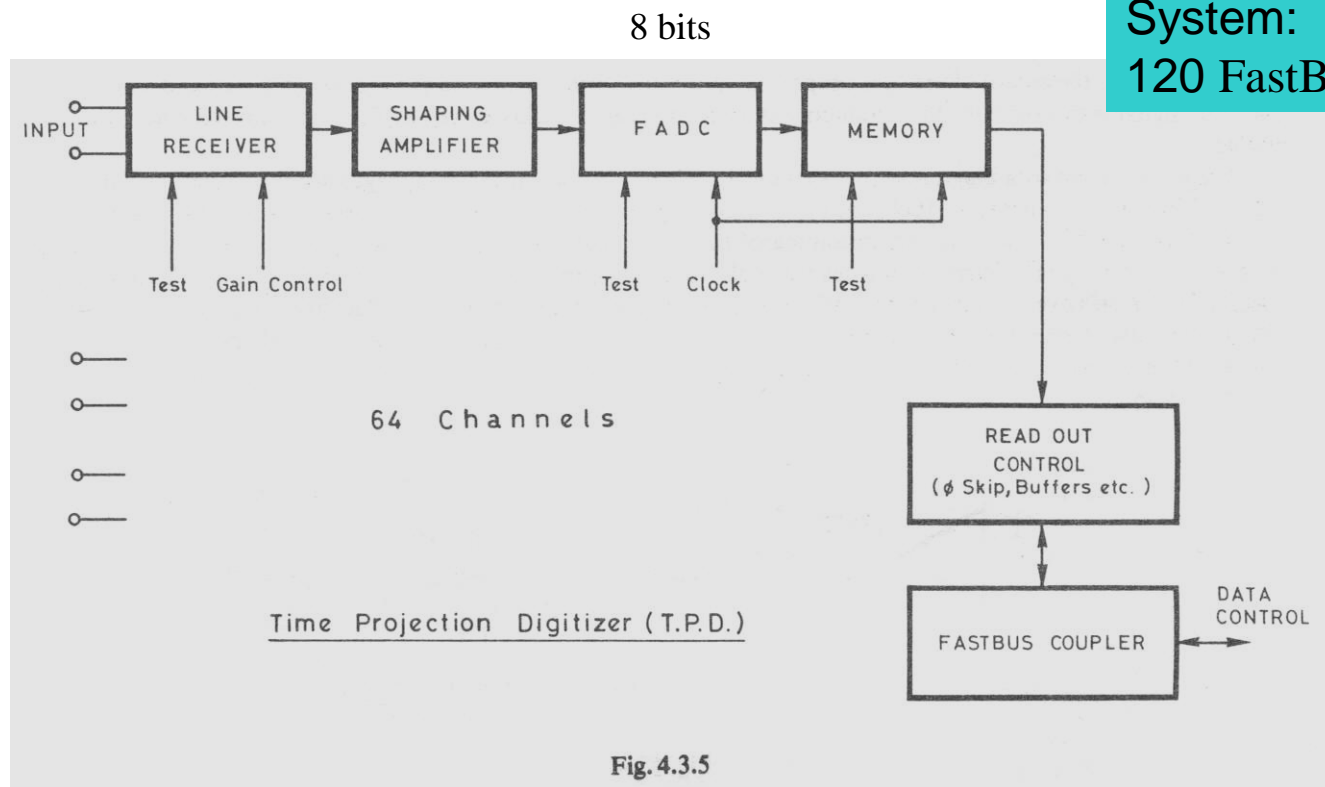 8 bits
System:
120 FastB
INPUT
LINE
RECEIVER
SHAPING
AMPLIFIER
FADC
MEMORY
Test
Gain Control
Test
Clock
Test
64 Channels
READ OUT
CONTROL
(ø Skip, Buffers etc.)
Time Projection Digitizer (T.P.D.)
FASTBUS COUPLER
DATA
CONTROL
Fig. 4.3.5